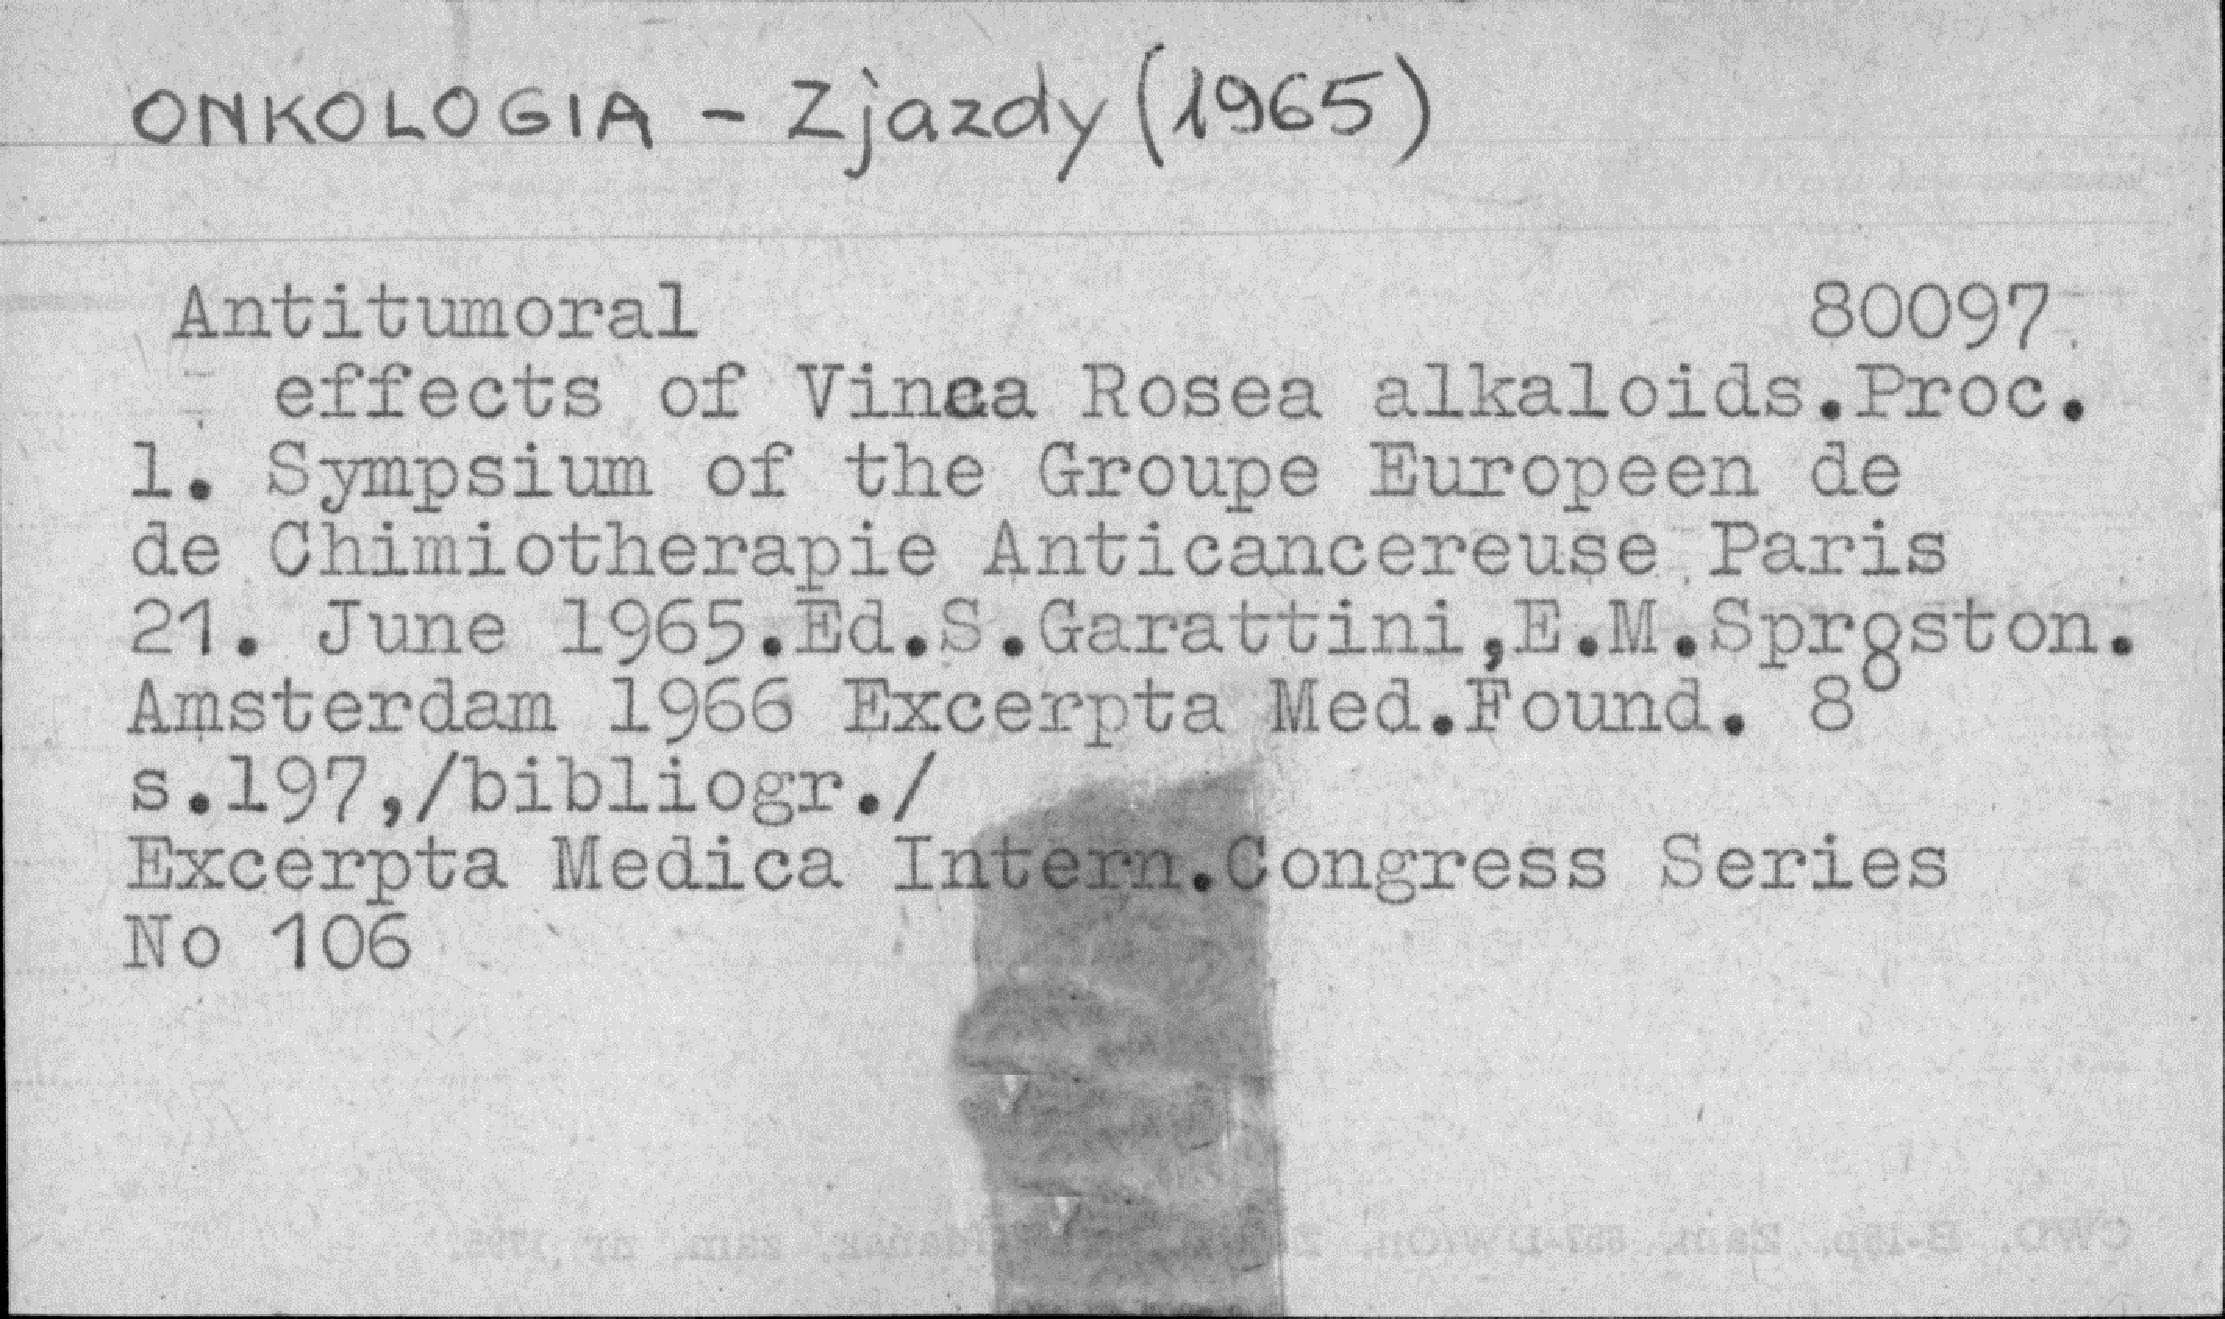 ONKOLOGIA - Zjazdy (1965)
Antitumoral 80097
effects of Vinca Rosea alkaloids.Proc.
1. Sympsium of the Groupe Europeen de
de Chimiotherapie Anticancereuse Paris
21. June 1965.Ed.S.Garattini,E.M.Sproston.
Amsterdam 1966 Excerpta Med.Found. 8°
s.197,/bibliogr./
Excerpta Medica Intern.Congress Series
No 106